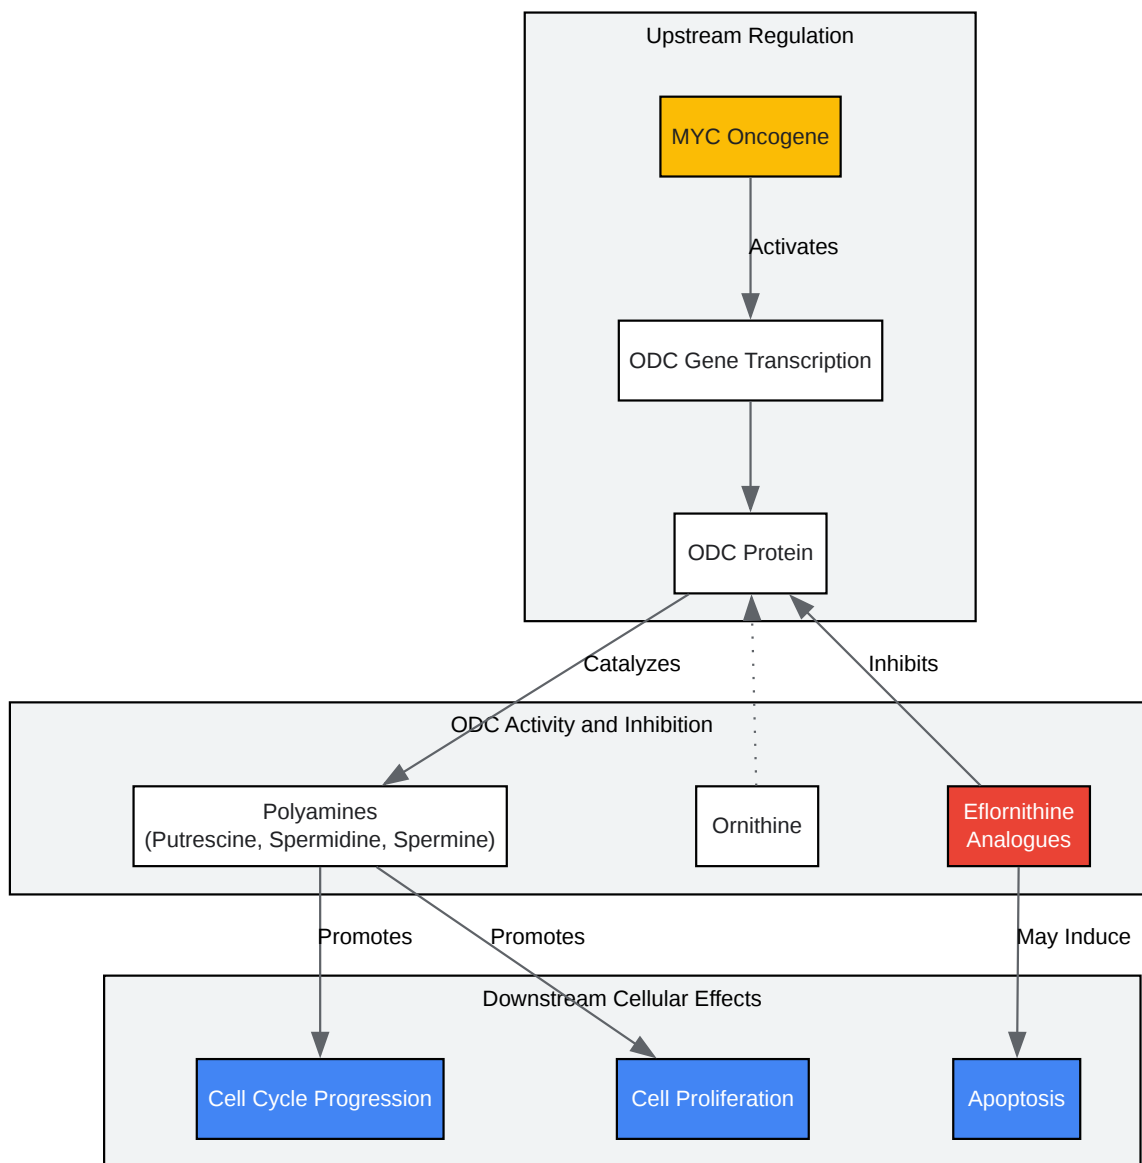 Upstream Regulation
MYC Oncogene
Activates
ODC Gene Transcription
ODC Protein
Catalyzes
Inhibits
ODC Activity and Inhibition
Polyamines
(Putrescine, Spermidine, Spermine)
Ornithine
Eflornithine
Analogues
Promotes
Promotes
May Induce
Downstream Cellular Effects
Cell Cycle Progression
Cell Proliferation
Apoptosis